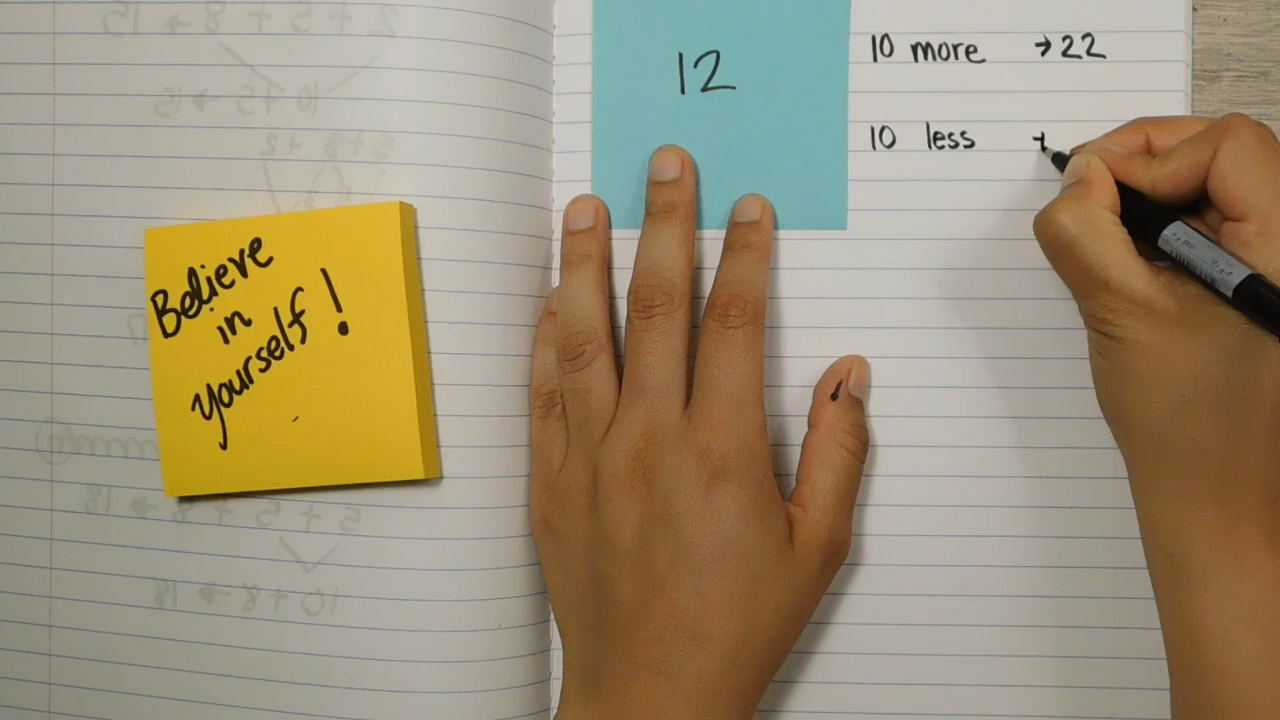 Believe
in
yourself!
12
10 more → 22
10 less